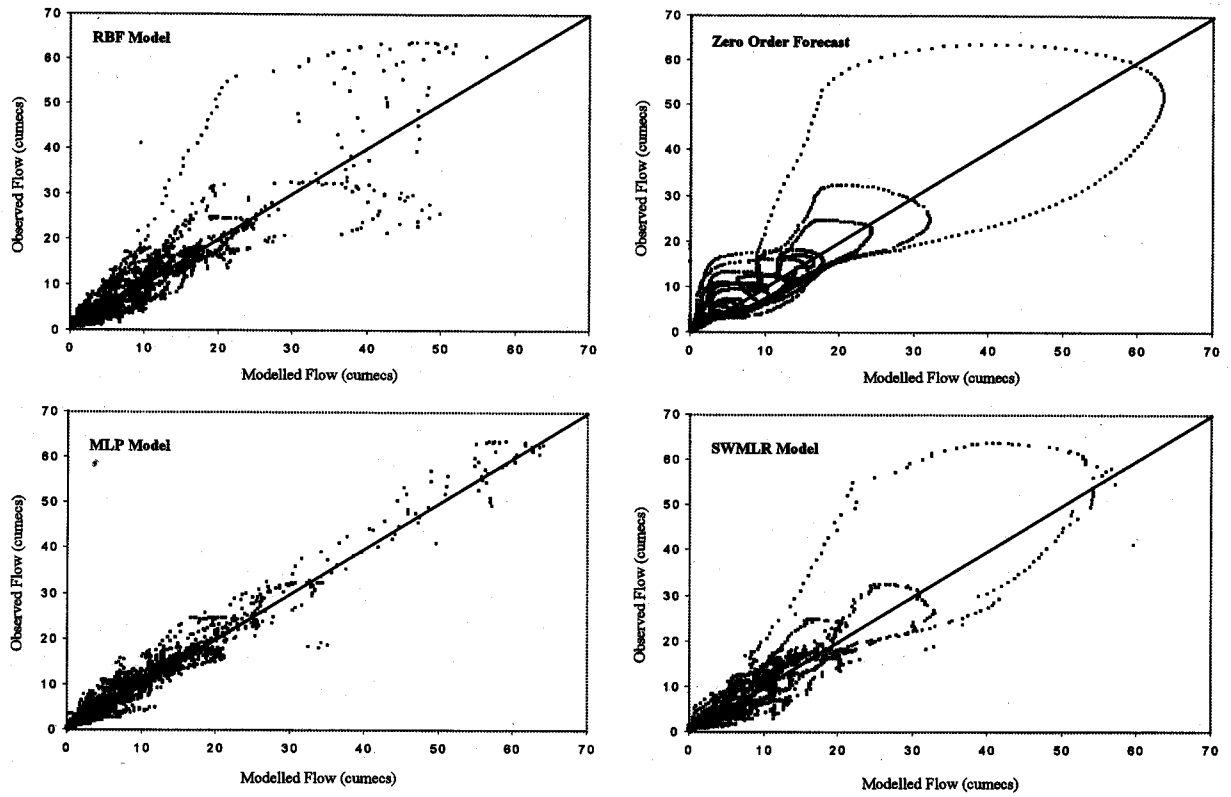 RBF Model
70
60
50
40
30
20
10
0
Observed Flow (cumecs)
0 10 20 30 40 50 60 70
Modelled Flow (cumecs)
Zero Order Forecast
70
60
50
40
30
20
10
0
Observed Flow (cumecs)
0 10 20 30 40 50 60 70
Modelled Flow (cumecs)
MLP Model
70
60
50
40
30
20
10
0
Observed Flow (cumecs)
0 10 20 30 40 50 60 70
Modelled Flow (cumecs)
SWMLR Model
70
60
50
40
30
20
10
0
Observed Flow (cumecs)
0 10 20 30 40 50 60 70
Modelled Flow (cumecs)